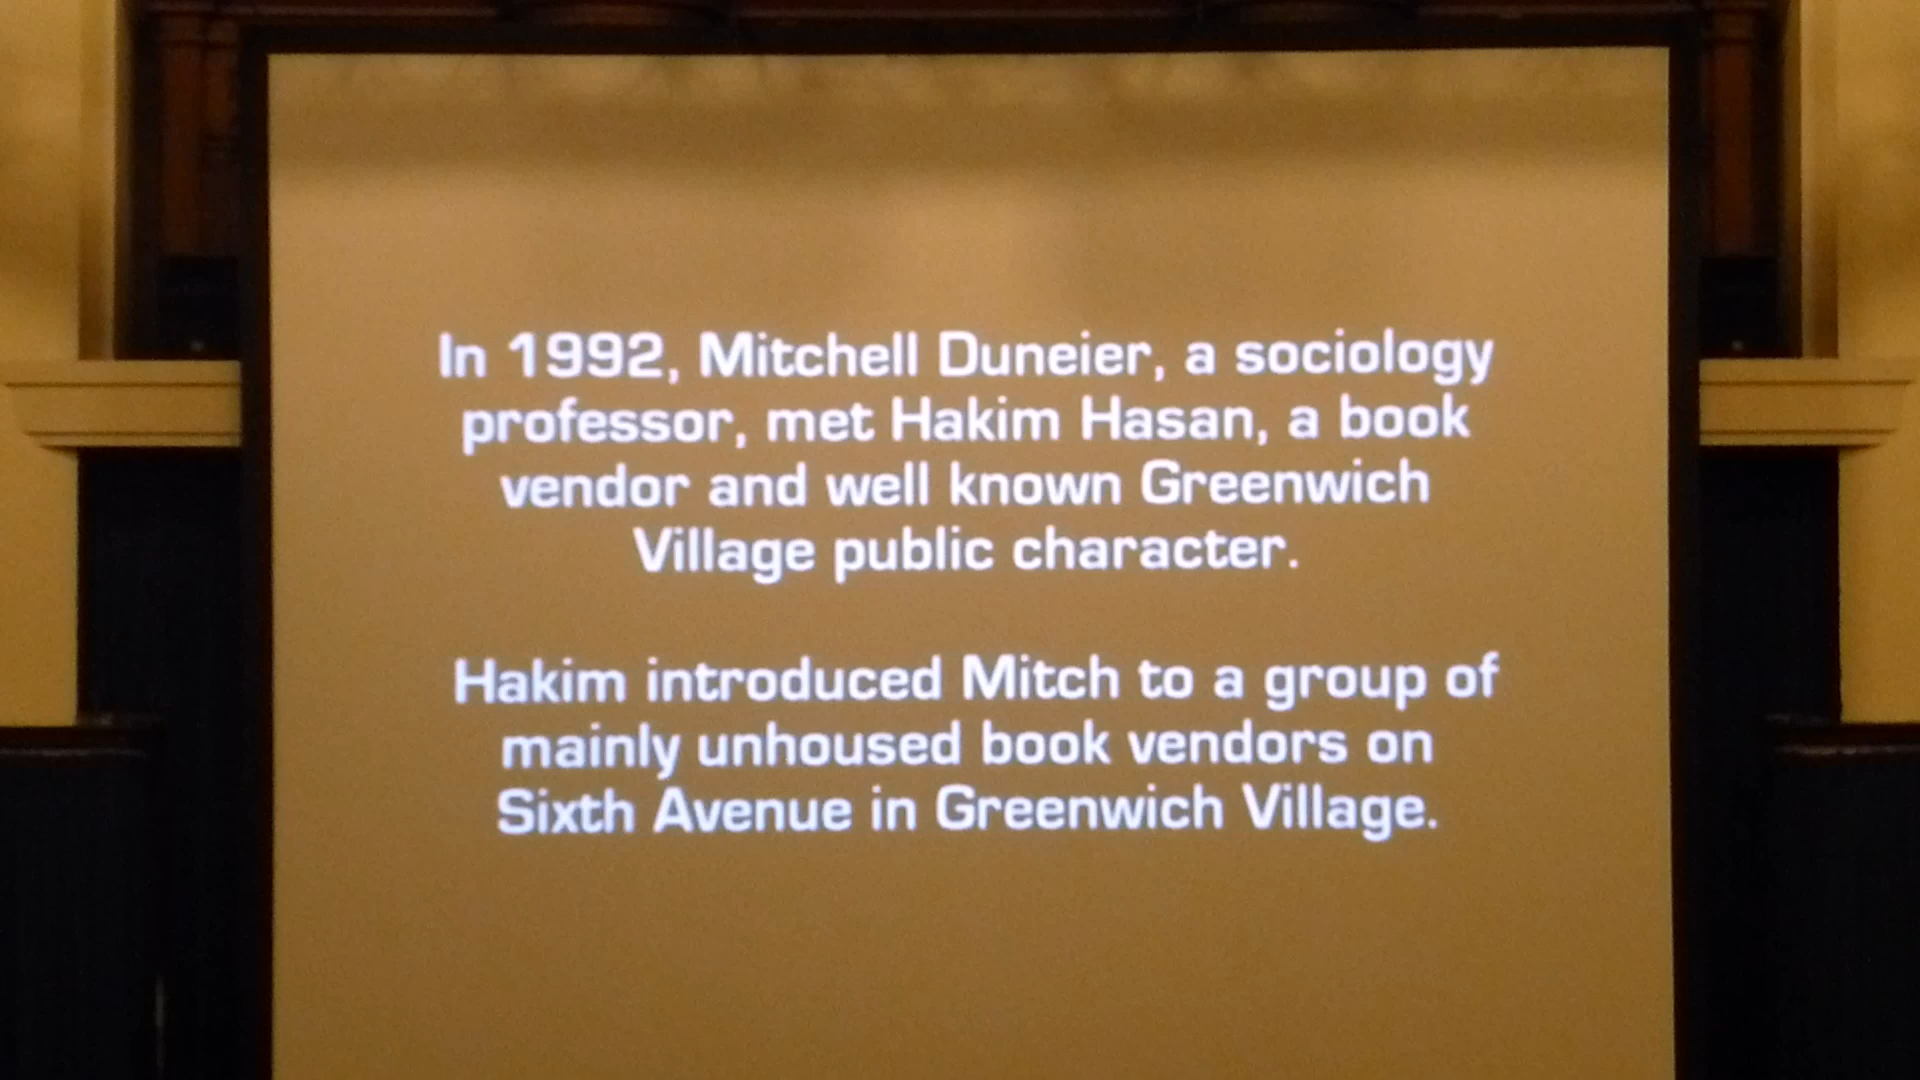 In 1992, Mitchell Duneier, a sociology
professor, met Hakim Hasan, a book
vendor and well known Greenwich
Village public character.
Hakim introduced Mitch to a group of
mainly unhoused book vendors on
Sixth Avenue in Greenwich Village.